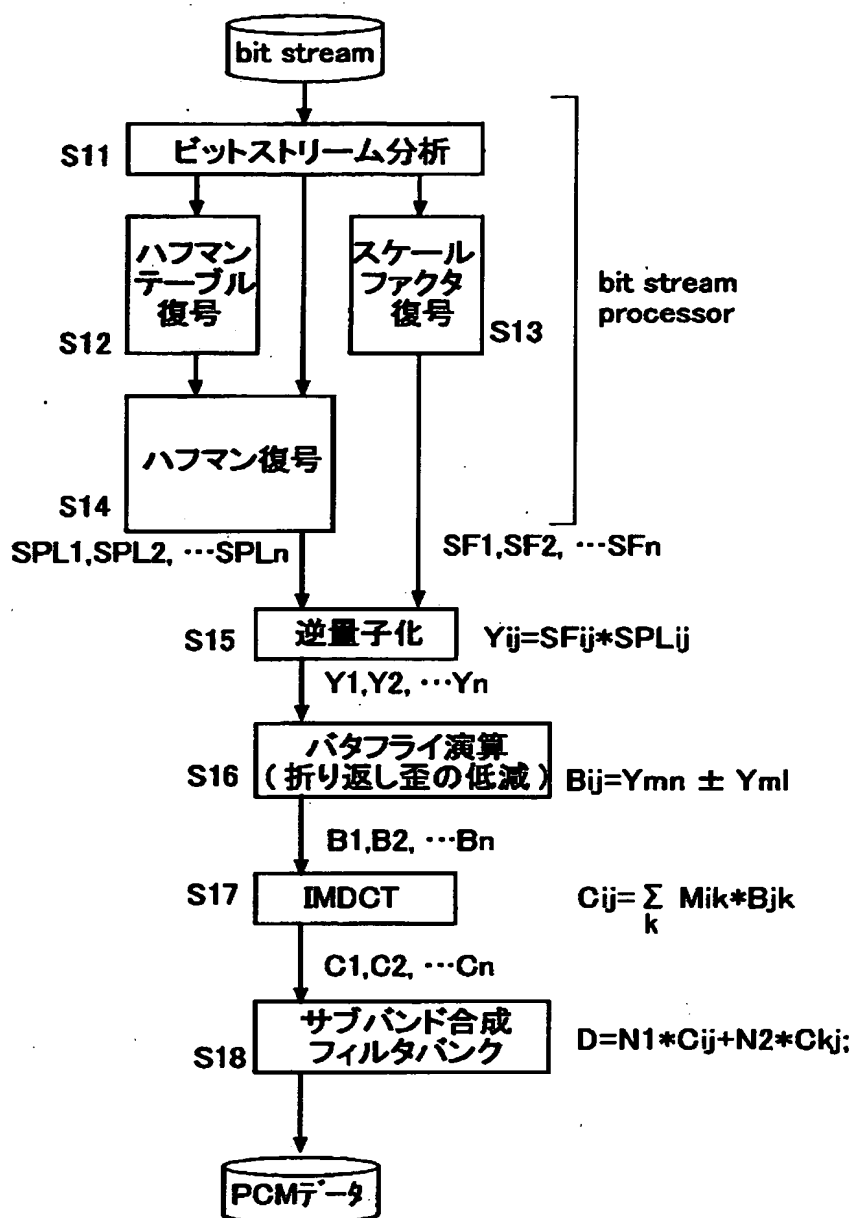 bit stream
S11
ビットストリーム分析
ハフマン
テーブル
復号
S12
スケール
ファクタ
復号
S13
bit stream
processor
ハフマン復号
S14
SPL1,SPL2, ···SPLn
SF1,SF2, ···SFn
S15
逆量子化
Yij=SFij*SPLij
Y1,Y2, ···Yn
S16
バタフライ演算
(折り返し歪の低減)
Bij=Ymn ± Yml
B1,B2, ···Bn
S17
IMDCT
Cij= Σ Mik*Bjk
k
C1,C2, ···Cn
S18
サブバンド合成
フィルタバンク
D=N1*Cij+N2*Ckj;
PCMデータ